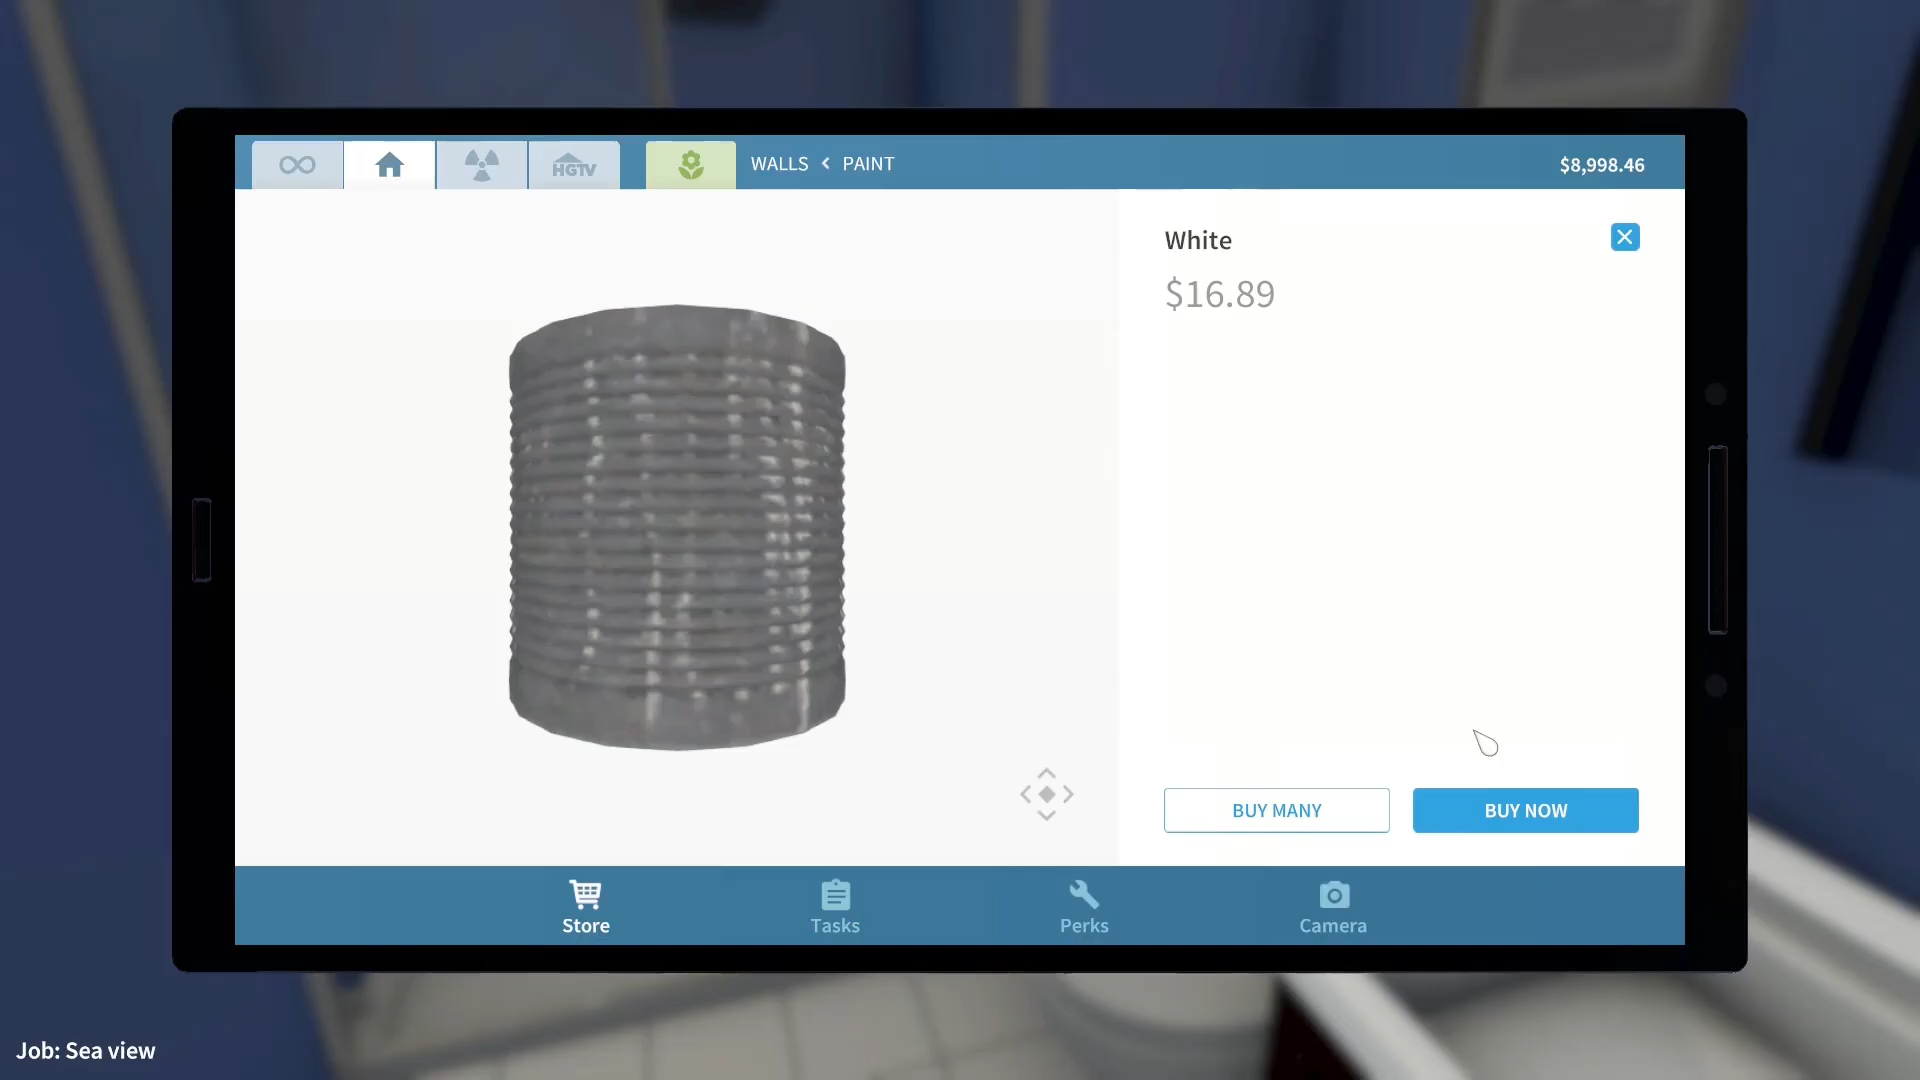 HGTV
WALLS < PAINT
$8,998.46
White
$16.89
BUY MANY
BUY NOW
Store
Tasks
Perks
Camera
Job: Sea view